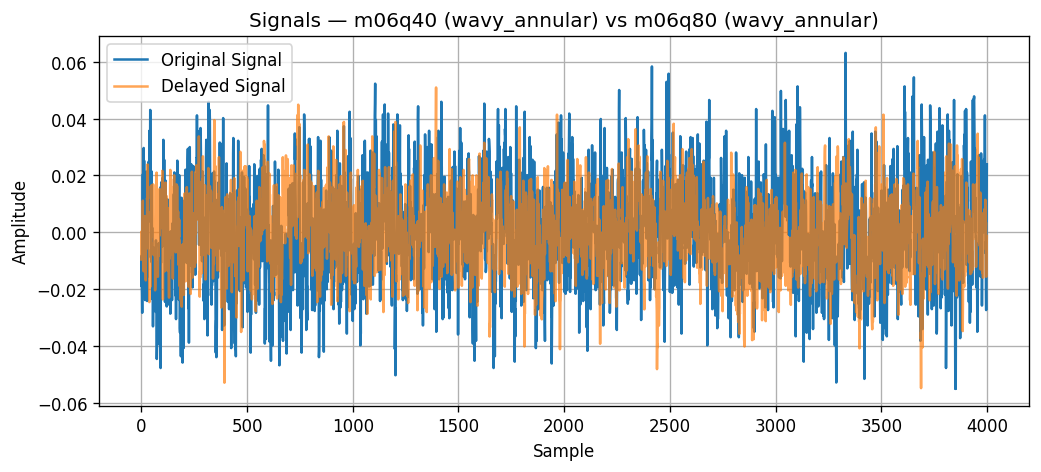 Signals — m06q40 (wavy_annular) vs m06q80 (wavy_annular)
Original Signal
Delayed Signal
0.06
0.04
0.02
0.00
−0.02
−0.04
−0.06
Amplitude
0 500 1000 1500 2000 2500 3000 3500 4000
Sample